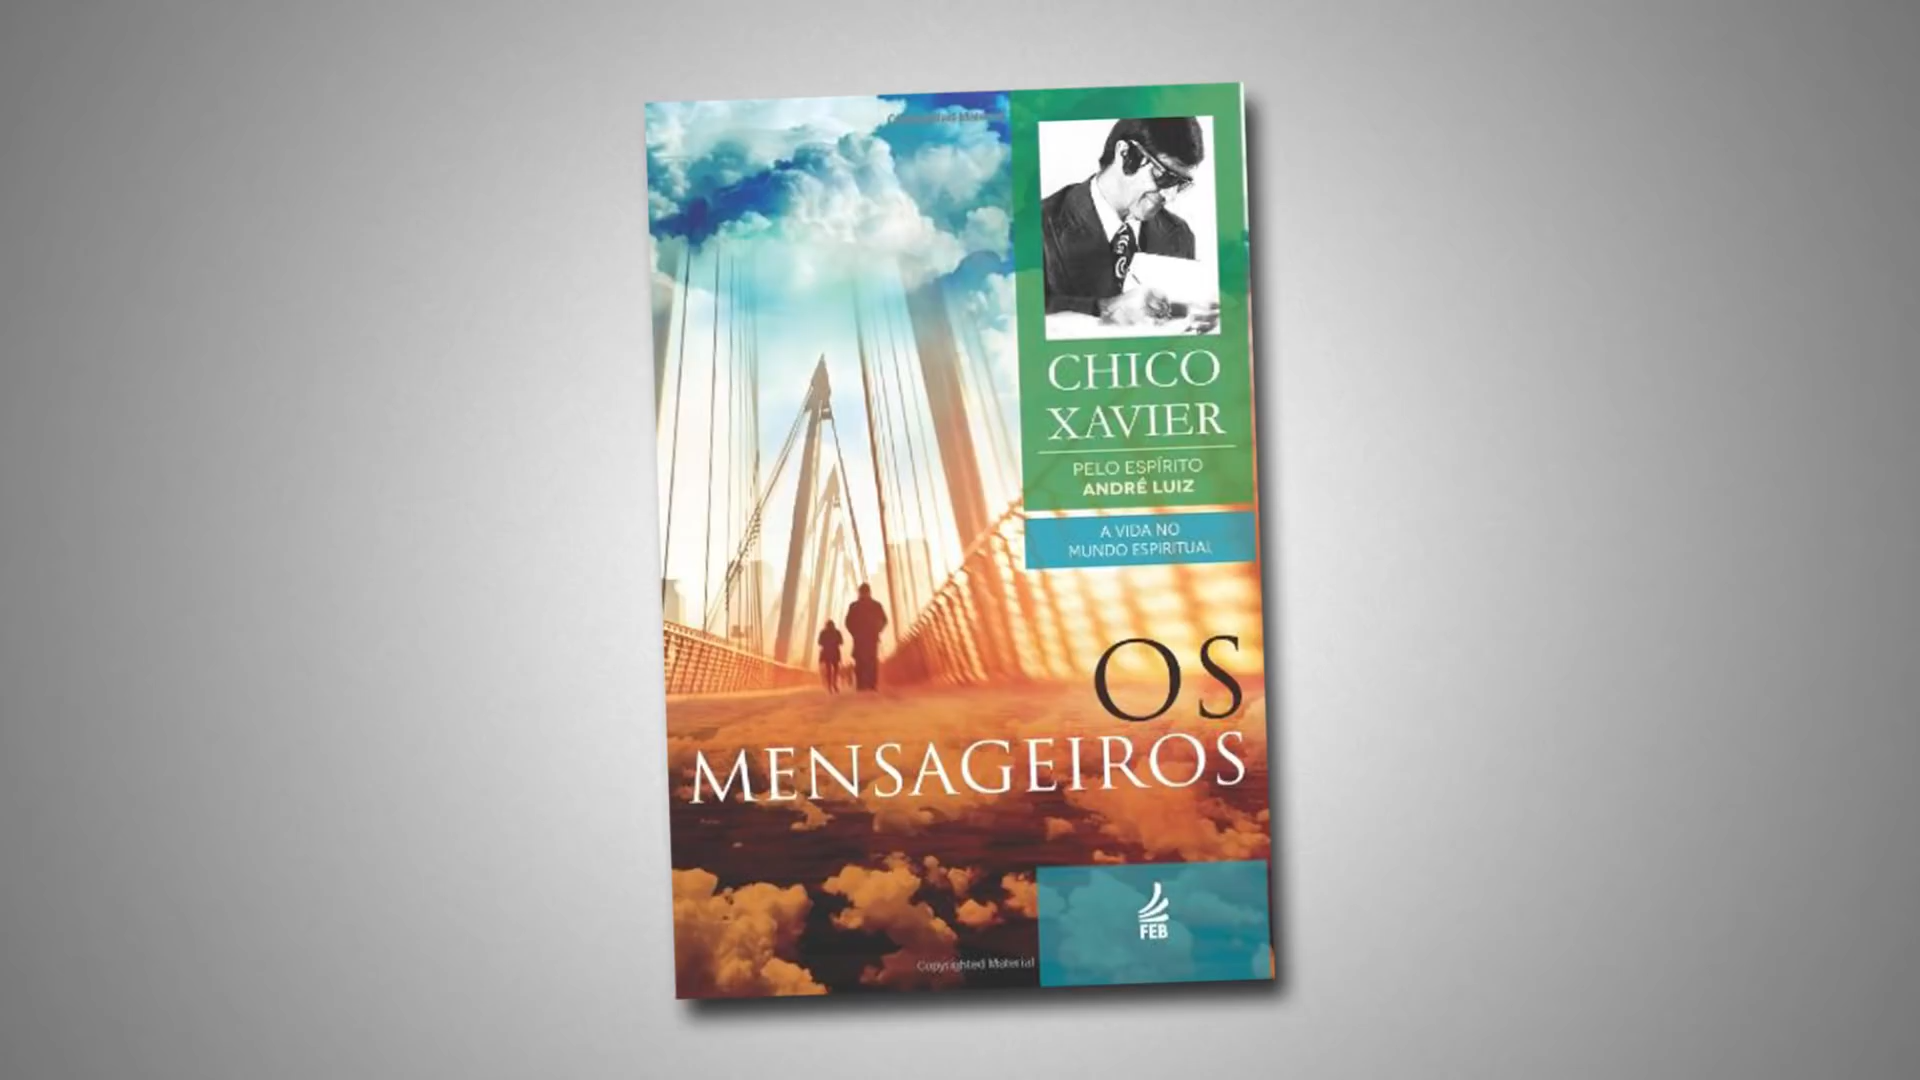 Copyrighted Material
CHICO
XAVIER
PELO ESPÍRITO
ANDRÉ LUIZ
A VIDA NO
MUNDO ESPIRITUAL
OS
MENSAGEIROS
FEB
Copyrighted Material